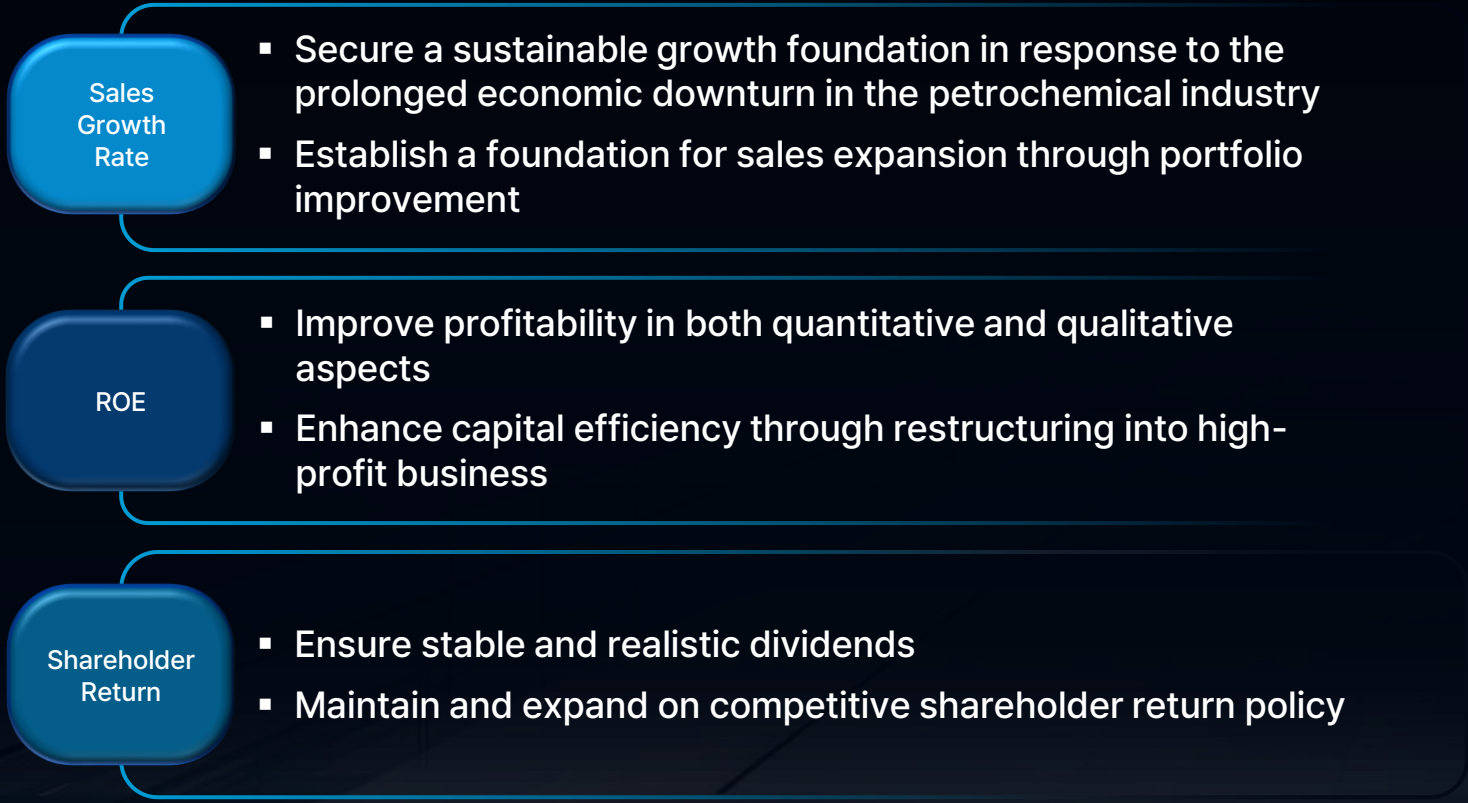 Sales
Growth
Rate
▪ Secure a sustainable growth foundation in response to the
prolonged economic downturn in the petrochemical industry
▪ Establish a foundation for sales expansion through portfolio
improvement
ROE
▪ Improve profitability in both quantitative and qualitative
aspects
▪ Enhance capital efficiency through restructuring into high-
profit business
Shareholder
Return
▪ Ensure stable and realistic dividends
▪ Maintain and expand on competitive shareholder return policy